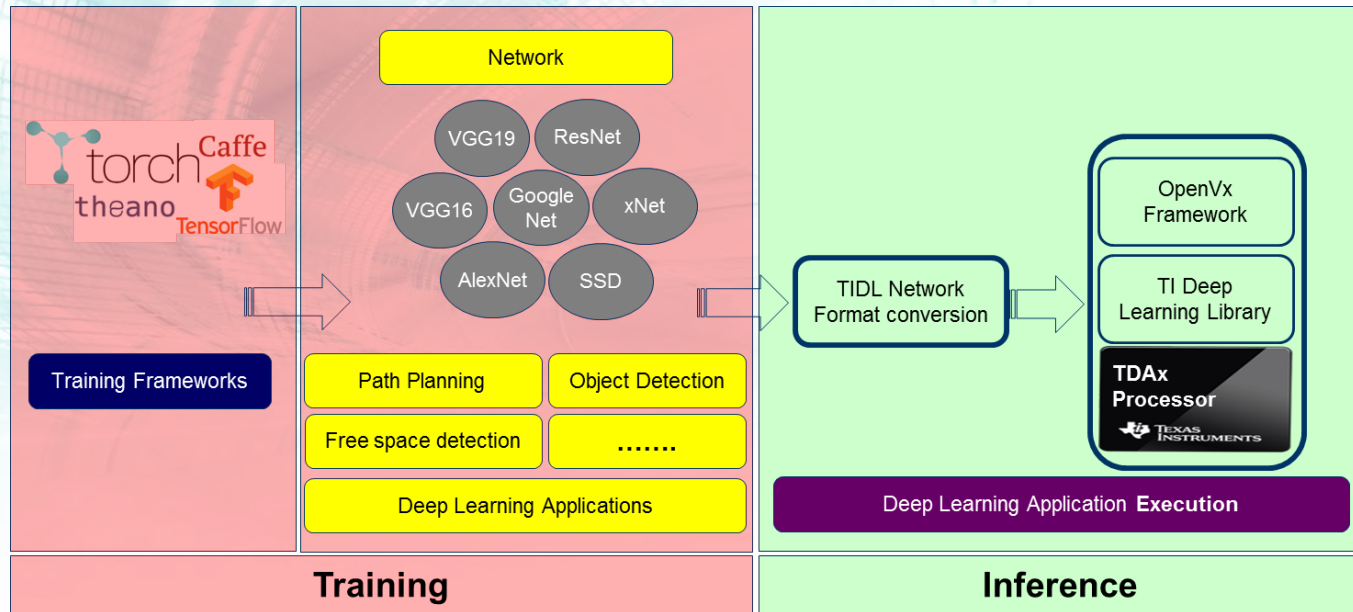 torch
Caffe
theano
TensorFlow
Training Frameworks
Network
VGG19
ResNet
VGG16
Google
Net
xNet
AlexNet
SSD
Path Planning
Object Detection
Free space detection
.......
Deep Learning Applications
TIDL Network
Format conversion
OpenVx
Framework
TI Deep
Learning Library
TDAx
Processor
TEXAS
INSTRUMENTS
Deep Learning Application Execution
Training
Inference